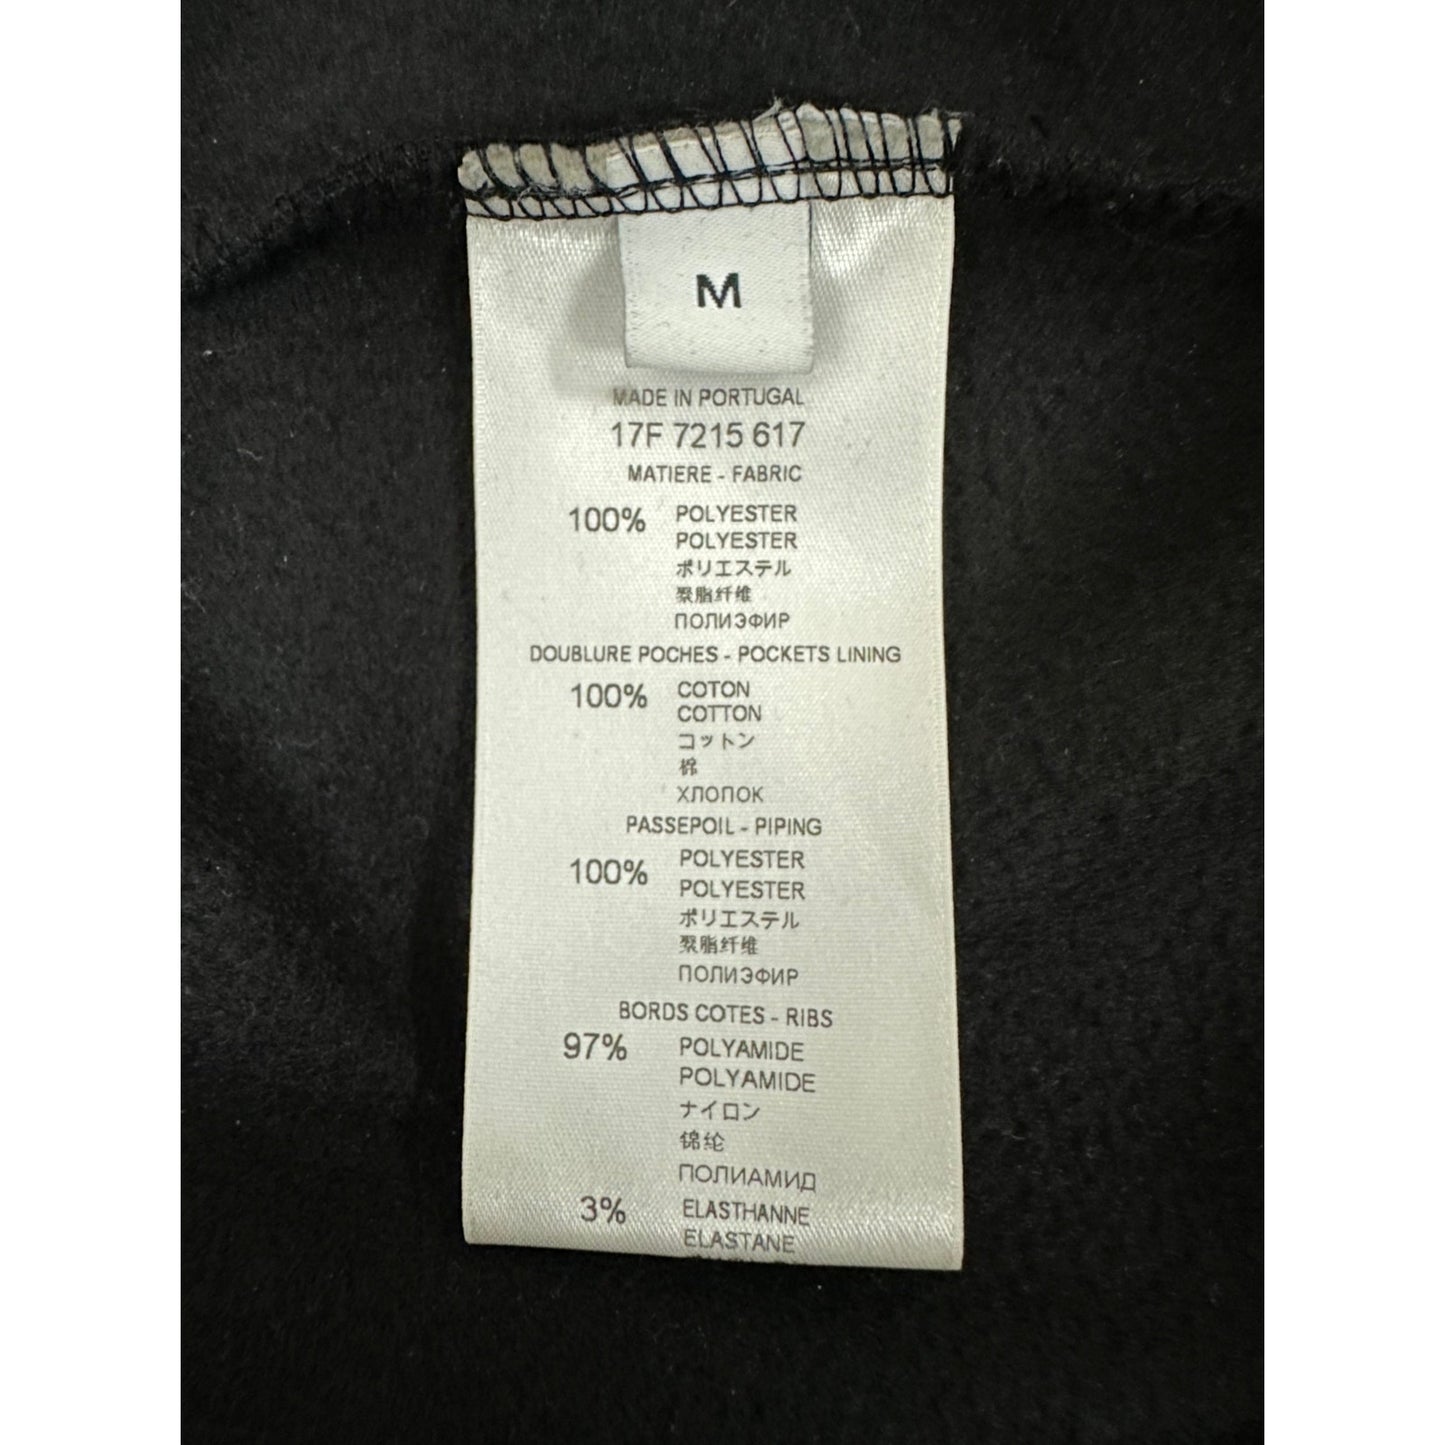 M
MADE IN PORTUGAL
17F 7215 617
MATIERE - FABRIC
100% POLYESTER
POLYESTER
ポリエステル
聚脂纤维
ПОЛИЭФИР
DOUBLURE POCHES - POCKETS LINING
100% COTON
COTTON
コットン
棉
ХЛОПОК
PASSEPOIL - PIPING
100% POLYESTER
POLYESTER
ポリエステル
聚脂纤维
ПОЛИЭФИР
BORDS COTES - RIBS
97% POLYAMIDE
POLYAMIDE
ナイロン
锦纶
ПОЛИАМИД
3% ELASTHANNE
ELASTANE